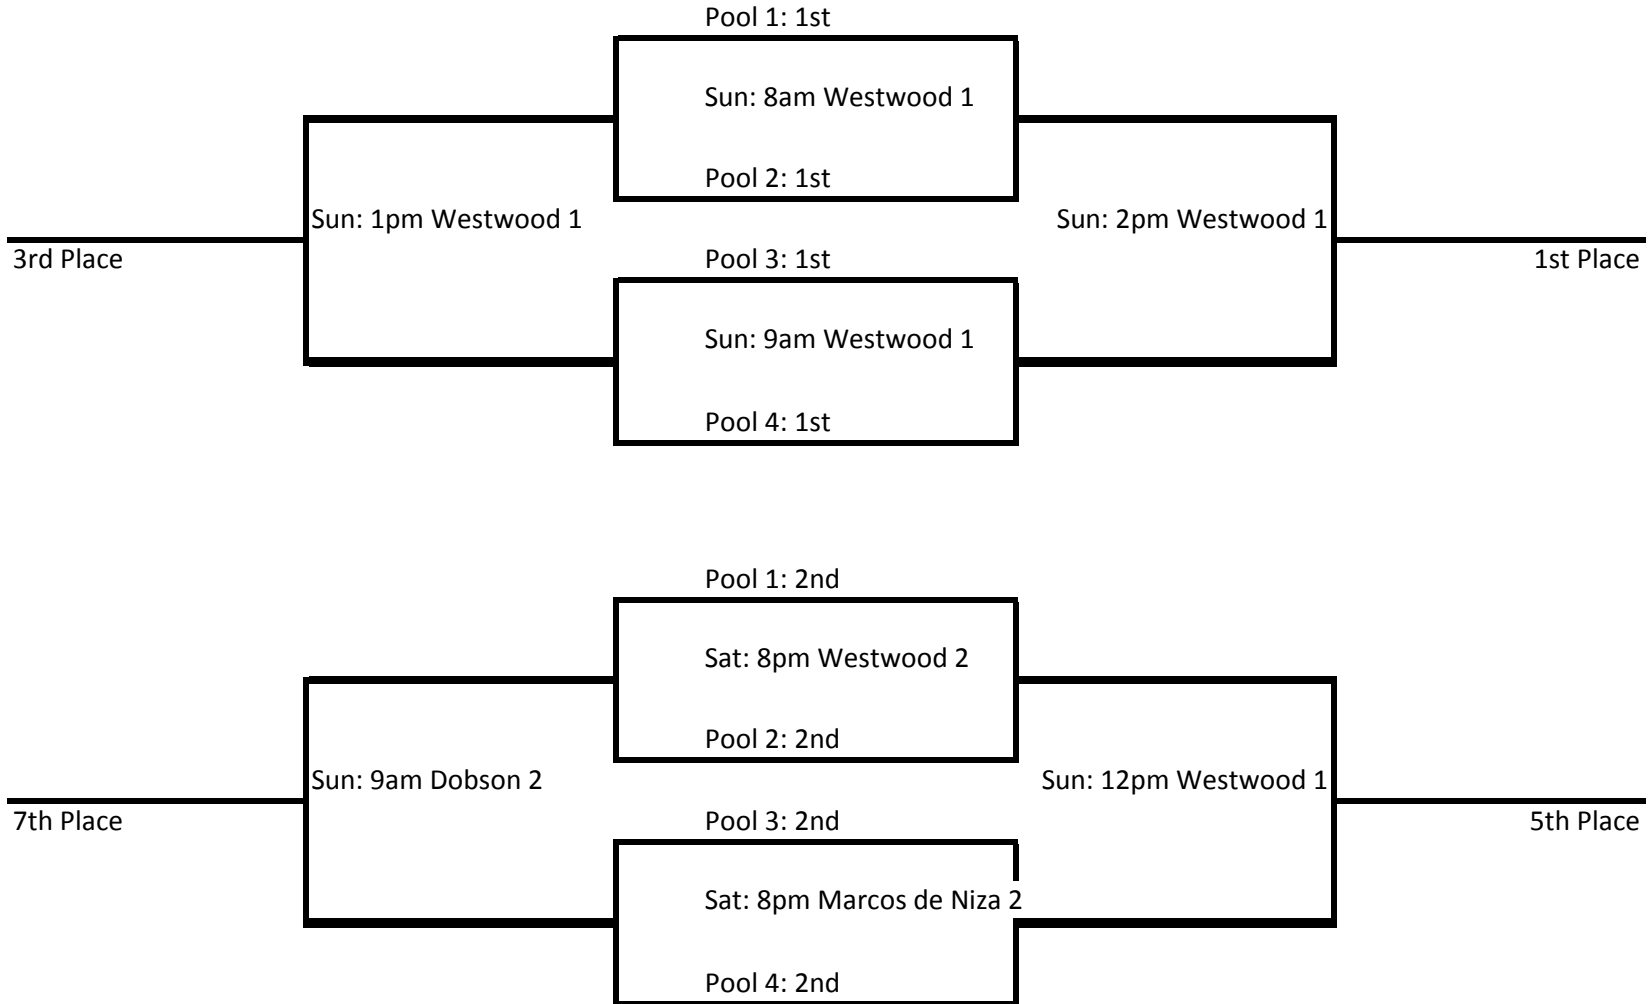 Pool 1: 1st
Sun: 8am Westwood 1
Pool 2: 1st
Sun: 1pm Westwood 1
Sun: 2pm Westwood 1
3rd Place
Pool 3: 1st
1st Place
Sun: 9am Westwood 1
Pool 4: 1st
Pool 1: 2nd
Sat: 8pm Westwood 2
Pool 2: 2nd
Sun: 9am Dobson 2
Sun: 12pm Westwood 1
7th Place
Pool 3: 2nd
5th Place
Sat: 8pm Marcos de Niza 2
Pool 4: 2nd